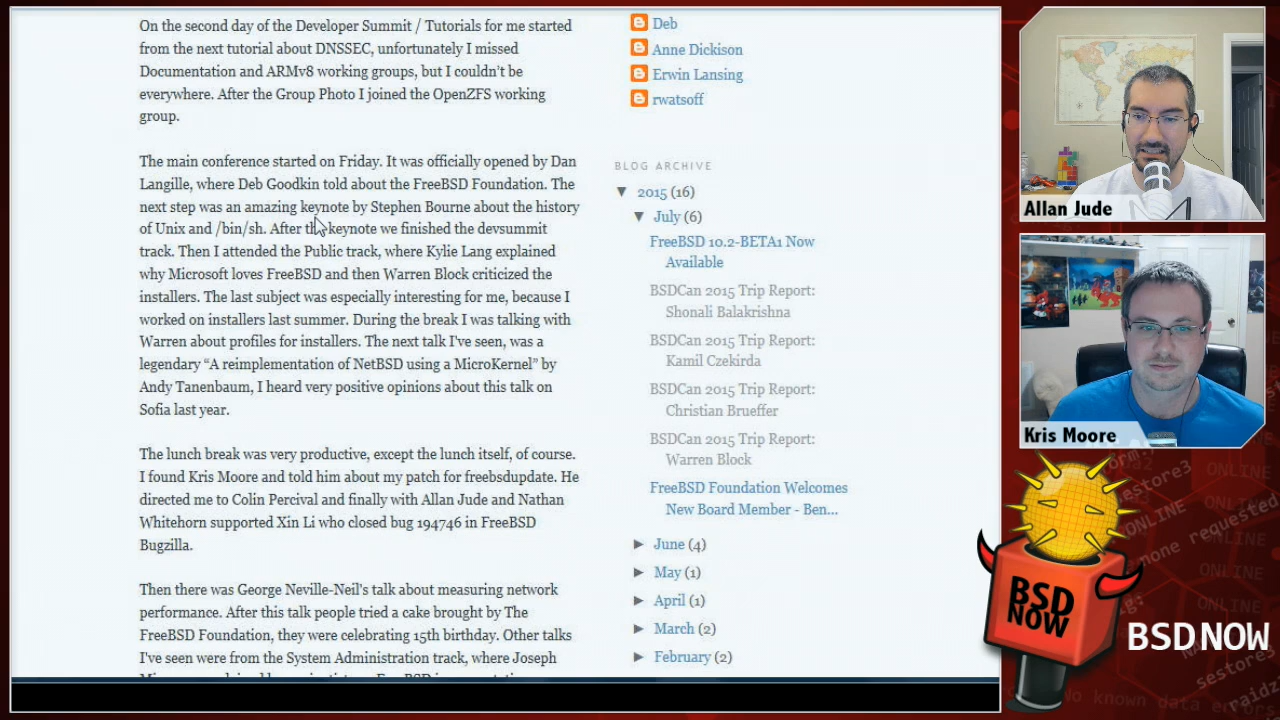 On the second day of the Developer Summit / Tutorials for me started
from the next tutorial about DNSSEC, unfortunately I missed
Documentation and ARMv8 working groups, but I couldn't be
everywhere. After the Group Photo I joined the OpenZFS working
group.
The main conference started on Friday. It was officially opened by Dan
Langille, where Deb Goodkin told about the FreeBSD Foundation. The
next step was an amazing keynote by Stephen Bourne about the history
of Unix and /bin/sh. After the keynote we finished the devsummit
track. Then I attended the Public track, where Kylie Lang explained
why Microsoft loves FreeBSD and then Warren Block criticized the
installers. The last subject was especially interesting for me, because I
worked on installers last summer. During the break I was talking with
Warren about profiles for installers. The next talk I've seen, was a
legendary “A reimplementation of NetBSD using a MicroKernel” by
Andy Tanenbaum, I heard very positive opinions about this talk on
Sofia last year.
The lunch break was very productive, except the lunch itself, of course.
I found Kris Moore and told him about my patch for freebsdupdate. He
directed me to Colin Percival and finally with Allan Jude and Nathan
Whitehorn supported Xin Li who closed bug 194746 in FreeBSD
Bugzilla.
Then there was George Neville-Neil's talk about measuring network
performance. After this talk people tried a cake brought by The
FreeBSD Foundation, they were celebrating 15th birthday. Other talks
I've seen were from the System Administration track, where Joseph
Deb
Anne Dickison
Erwin Lansing
rwatsoff
BLOG ARCHIVE
▼ 2015 (16)
▼ July (6)
FreeBSD 10.2-BETA1 Now
Available
BSDCan 2015 Trip Report:
Shonali Balakrishna
BSDCan 2015 Trip Report:
Kamil Czekirda
BSDCan 2015 Trip Report:
Christian Brueffer
BSDCan 2015 Trip Report:
Warren Block
FreeBSD Foundation Welcomes
New Board Member - Ben...
► June (4)
► May (1)
► April (1)
► March (2)
► February (2)
Allan Jude
Kris Moore
BSD
NOW
BSDNOW
ONLINE
ONLINE
ONLINE
ONLINE
none requested
No known data